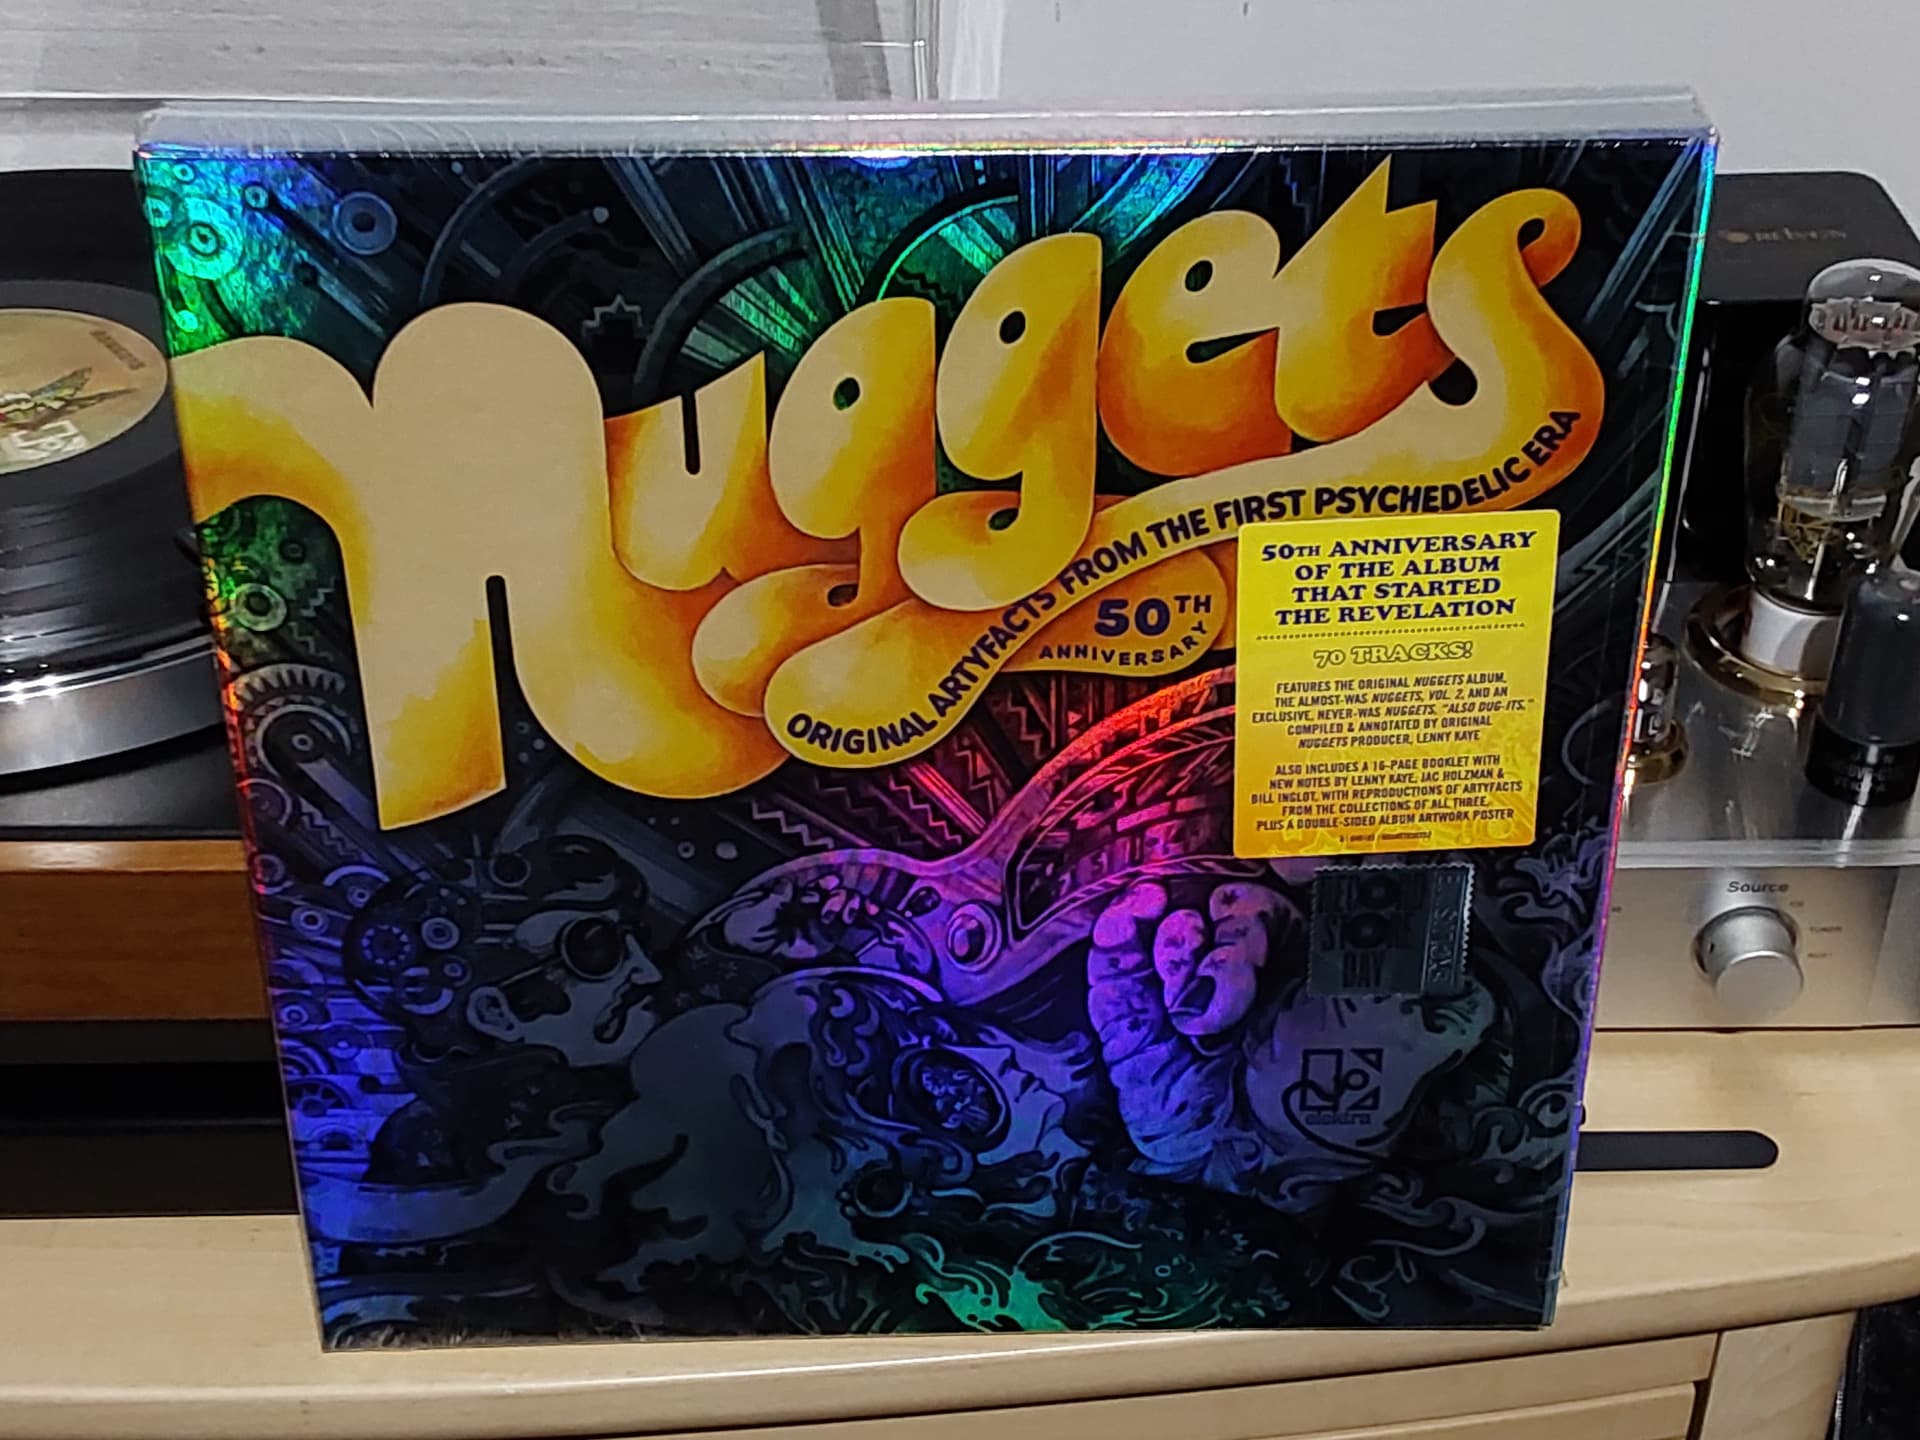 Nuggets
ORIGINAL ARTYFACTS FROM THE FIRST PSYCHEDELIC ERA
50TH
ANNIVERSARY
50TH ANNIVERSARY
OF THE ALBUM
THAT STARTED
THE REVELATION
70 TRACKS!
FEATURES THE ORIGINAL NUGGETS ALBUM,
THE ALMOST-WAS NUGGETS, VOL. 2, AND AN
EXCLUSIVE, NEVER-WAS NUGGETS, "ALSO DUG-ITS."
COMPILED & ANNOTATED BY ORIGINAL
NUGGETS PRODUCER, LENNY KAYE
ALSO INCLUDES A 16-PAGE BOOKLET WITH
NEW NOTES BY LENNY KAYE, JAC HOLZMAN &
BILL INGLOT, WITH REPRODUCTIONS OF ARTYFACTS
FROM THE COLLECTIONS OF ALL THREE,
PLUS A DOUBLE-SIDED ALBUM ARTWORK POSTER
RECORD
STORE
DAY
EXCLUSIVE
elektra
Source
TUNER